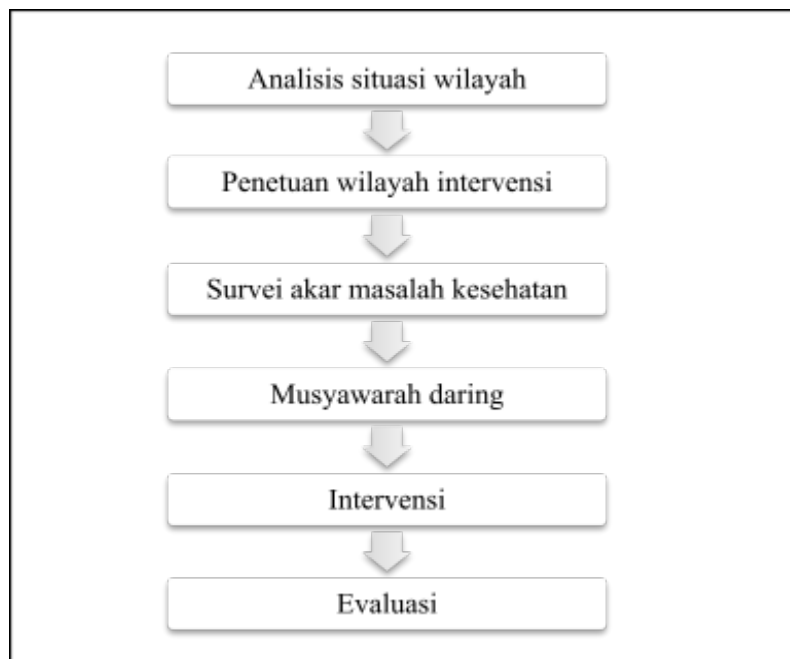 Analisis situasi wilayah
Penetuan wilayah intervensi
Survei akar masalah kesehatan
Musyawarah daring
Intervensi
Evaluasi